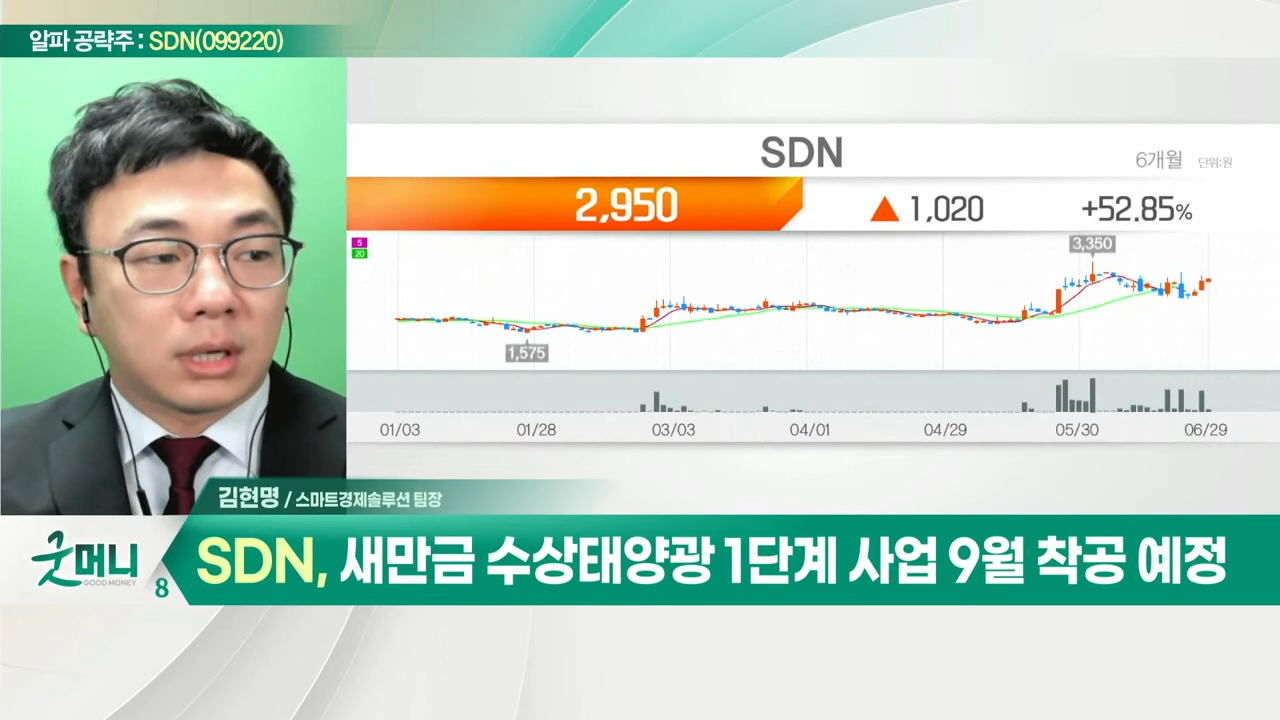 알파 공략주 : SDN(099220)
SDN
6개월 단위:원
2,950 ▲ 1,020 +52.85%
5
20
3,350
1,575
01/03 01/28 03/03 04/01 04/29 05/30 06/29
김현명 / 스마트경제솔루션 팀장
굿머니
GOOD MONEY
8
SDN, 새만금 수상태양광 1단계 사업 9월 착공 예정